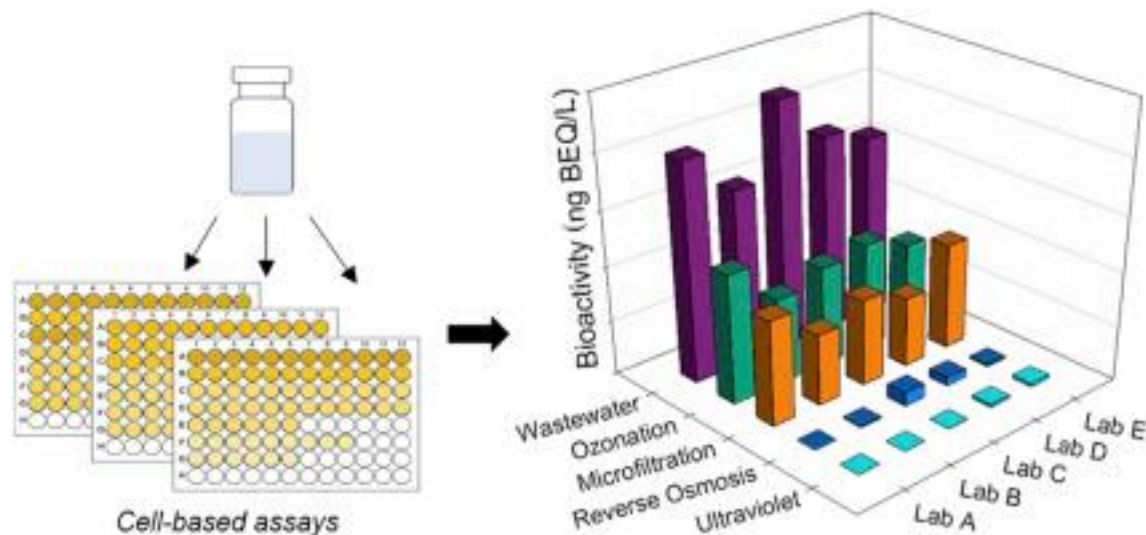 Cell-based assays
Bioactivity (ng BEQ/L)
Wastewater
Ozonation
Microfiltration
Reverse Osmosis
Ultraviolet
Lab A
Lab B
Lab C
Lab D
Lab E